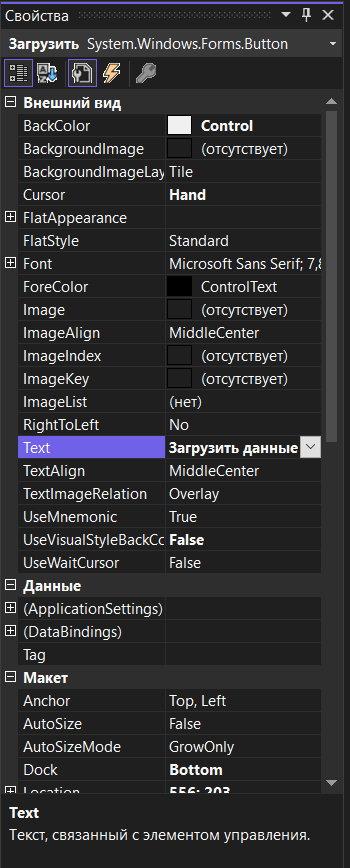 Свойства
Загрузить System.Windows.Forms.Button
Внешний вид
BackColor Control
BackgroundImage (отсутствует)
BackgroundImageLay Tile
Cursor Hand
FlatAppearance
FlatStyle Standard
Font Microsoft Sans Serif; 7,8
ForeColor ControlText
Image (отсутствует)
ImageAlign MiddleCenter
ImageIndex (отсутствует)
ImageKey (отсутствует)
ImageList (нет)
RightToLeft No
Text Загрузить данные
TextAlign MiddleCenter
TextImageRelation Overlay
UseMnemonic True
UseVisualStyleBackCo False
UseWaitCursor False
Данные
(ApplicationSettings)
(DataBindings)
Tag
Макет
Anchor Top, Left
AutoSize False
AutoSizeMode GrowOnly
Dock Bottom
Location 556; 203
Text
Текст, связанный с элементом управления.